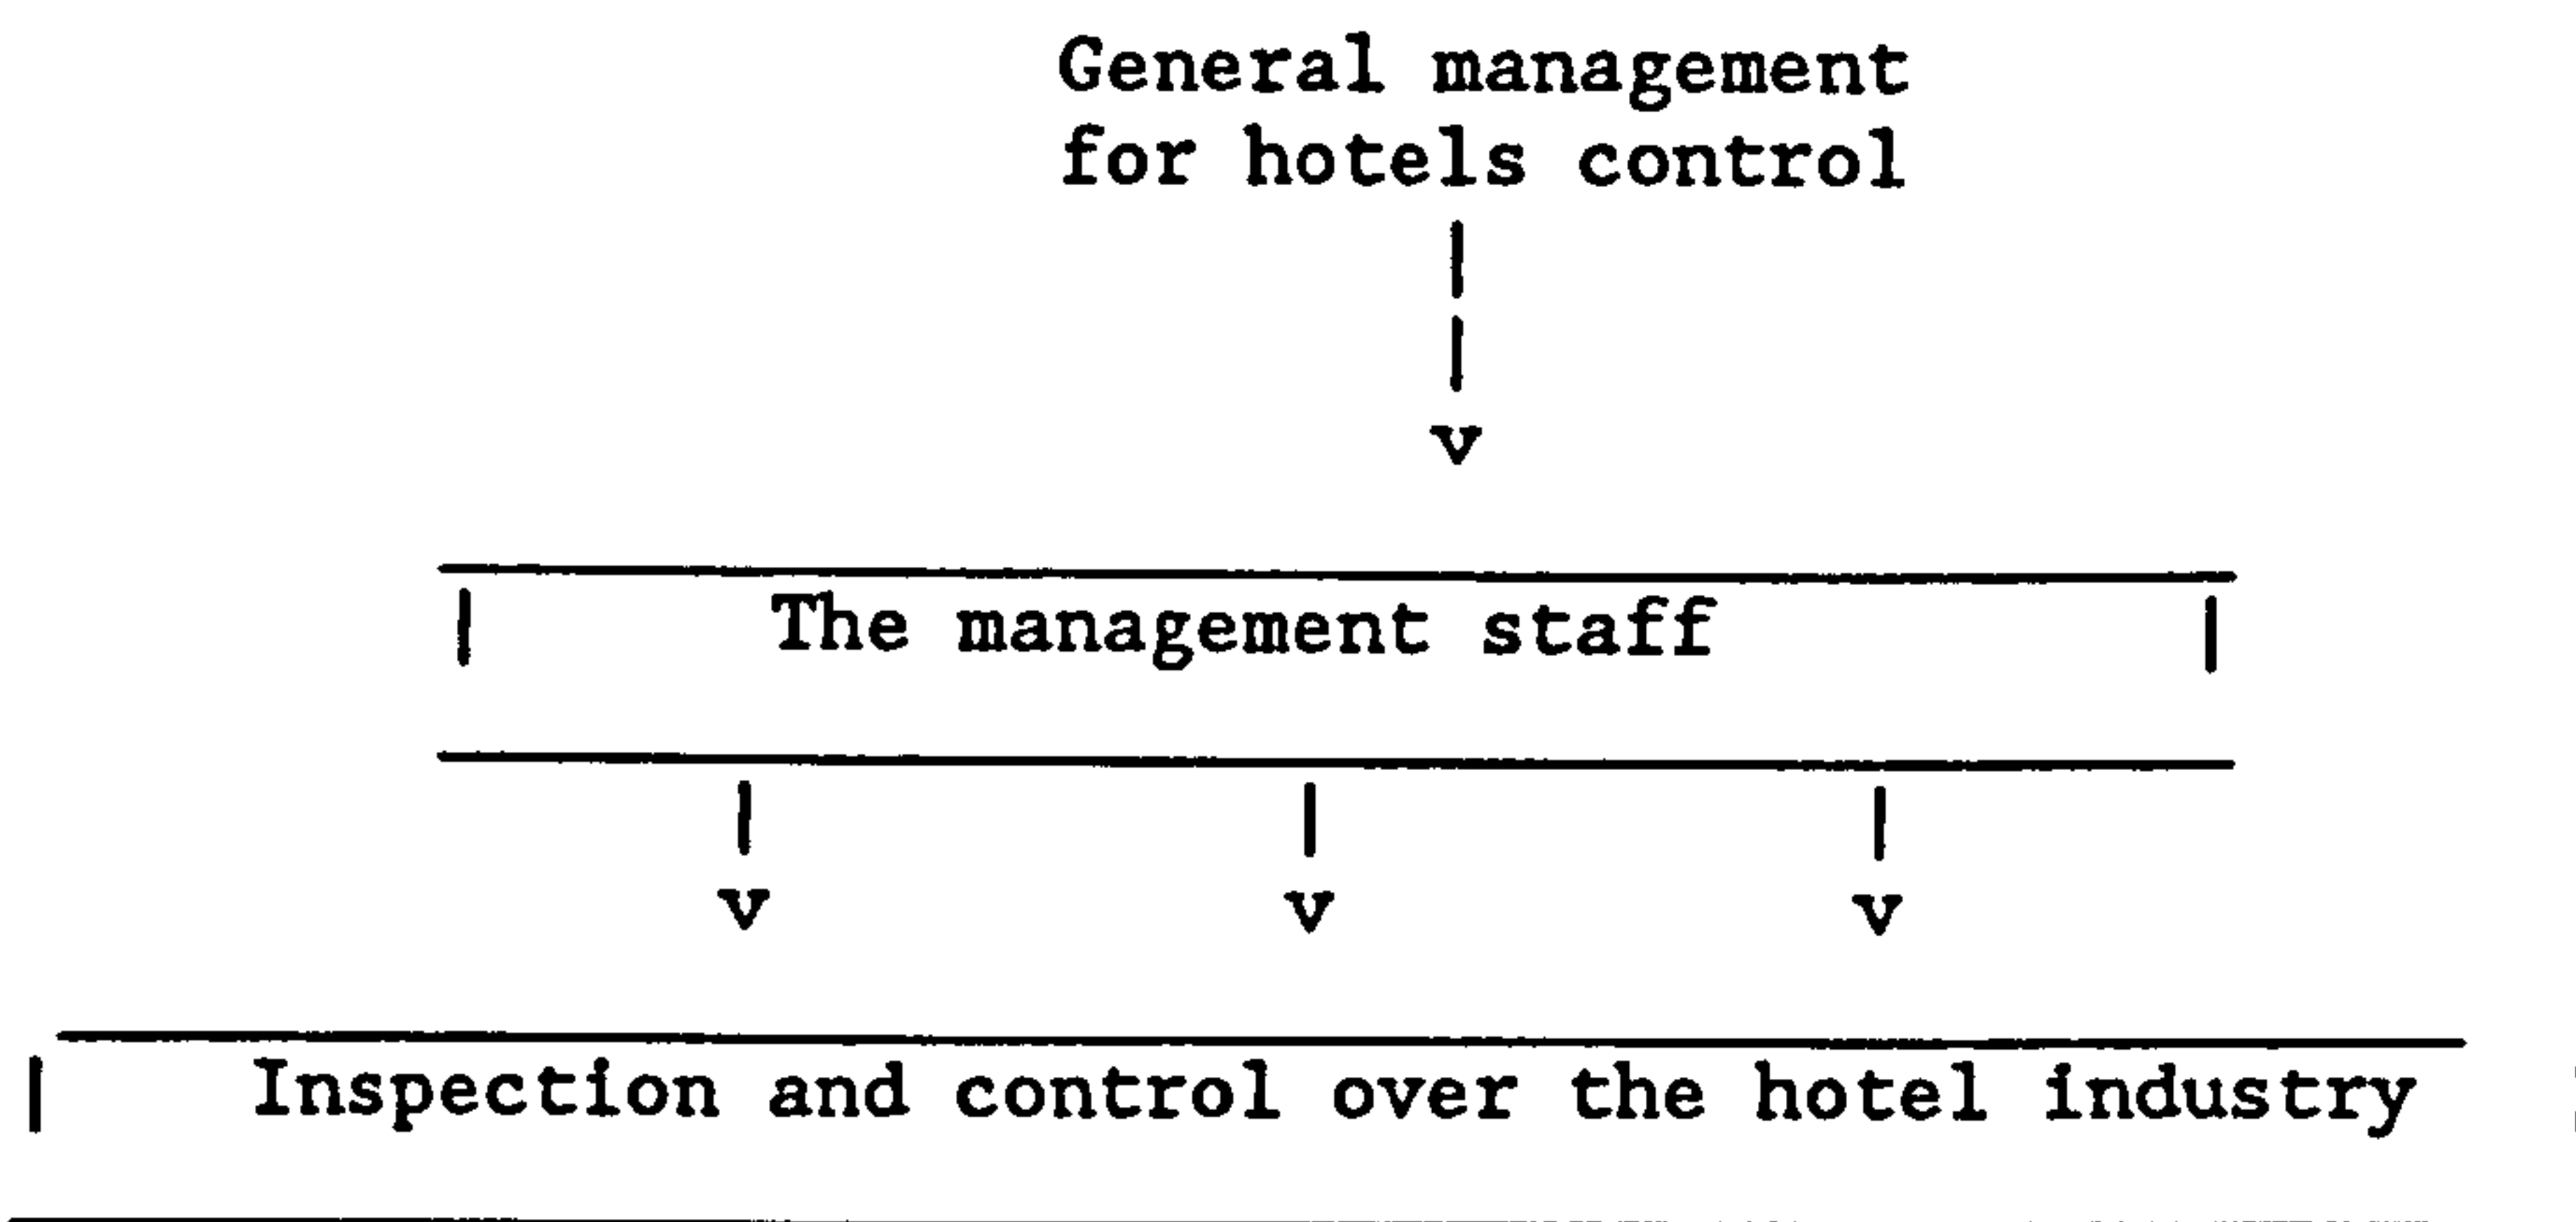 General management
for hotels control
|
|
v
| The management staff |
| | |
v v v
| Inspection and control over the hotel industry |